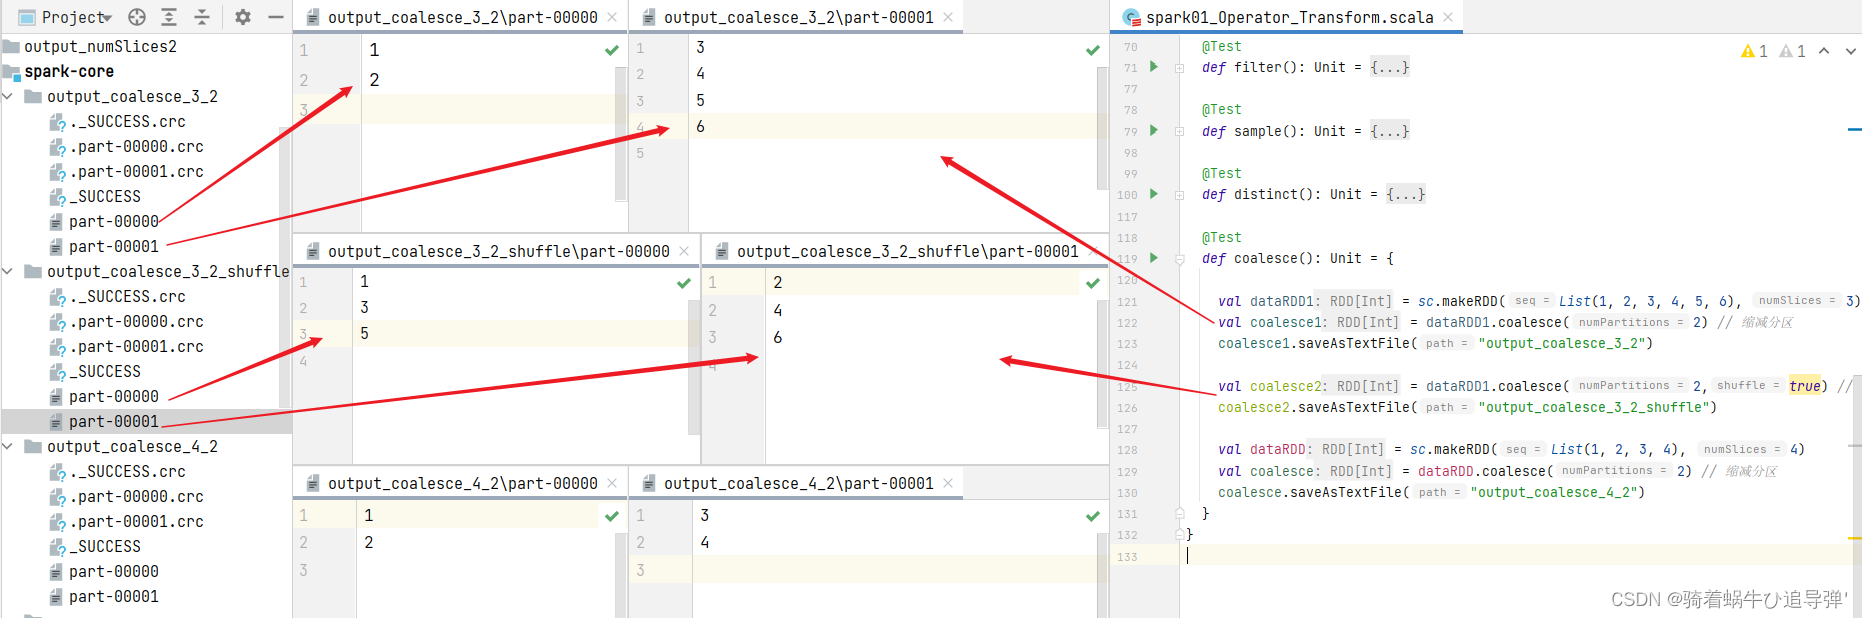 Project
output_numSlices2
spark-core
output_coalesce_3_2
._SUCCESS.crc
.part-00000.crc
.part-00001.crc
_SUCCESS
part-00000
part-00001
output_coalesce_3_2_shuffle
._SUCCESS.crc
.part-00000.crc
.part-00001.crc
_SUCCESS
part-00000
part-00001
output_coalesce_4_2
._SUCCESS.crc
.part-00000.crc
.part-00001.crc
_SUCCESS
part-00000
part-00001
output_coalesce_3_2\part-00000
1 1
2 2
3
output_coalesce_3_2\part-00001
1 3
2 4
3 5
4 6
5
output_coalesce_3_2_shuffle\part-00000
1 1
2 3
3 5
4
output_coalesce_3_2_shuffle\part-00001
1 2
2 4
3 6
4
output_coalesce_4_2\part-00000
1 1
2 2
3
output_coalesce_4_2\part-00001
1 3
2 4
3
spark01_Operator_Transform.scala
1 1
70 @Test
71 def filter(): Unit = {...}
77
78 @Test
79 def sample(): Unit = {...}
98
99 @Test
100 def distinct(): Unit = {...}
117
118 @Test
119 def coalesce(): Unit = {
120
121 val dataRDD1: RDD[Int] = sc.makeRDD( seq = List(1, 2, 3, 4, 5, 6), numSlices = 3)
122 val coalesce1: RDD[Int] = dataRDD1.coalesce( numPartitions = 2) // 缩减分区
123 coalesce1.saveAsTextFile( path = "output_coalesce_3_2")
124
125 val coalesce2: RDD[Int] = dataRDD1.coalesce( numPartitions = 2, shuffle = true) //
126 coalesce2.saveAsTextFile( path = "output_coalesce_3_2_shuffle")
127
128 val dataRDD: RDD[Int] = sc.makeRDD( seq = List(1, 2, 3, 4), numSlices = 4)
129 val coalesce: RDD[Int] = dataRDD.coalesce( numPartitions = 2) // 缩减分区
130 coalesce.saveAsTextFile( path = "output_coalesce_4_2")
131 }
132 }
133
CSDN @骑着蜗牛ひ追导弹'